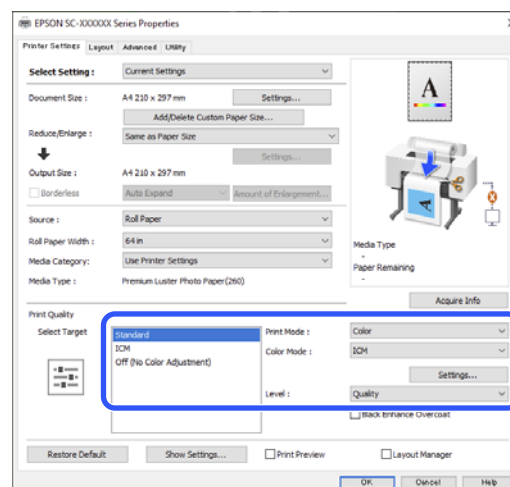 EPSON SC-XXXXXX Series Properties
Printer Settings Layout Advanced Utility
Select Setting : Current Settings
Document Size : A4 210 x 297 mm Settings...
Add/Delete Custom Paper Size...
Reduce/Enlarge : Same as Paper Size
Settings...
Output Size : A4 210 x 297 mm
Borderless Auto Expand Amount of Enlargement...
Source : Roll Paper
Roll Paper Width : 64 in
Media Category: Use Printer Settings
Media Type : Premium Luster Photo Paper(260)
A
A
Media Type
-
Paper Remaining
-
Acquire Info
Print Quality
Select Target
Standard
ICM
Off (No Color Adjustment)
Print Mode : Color
Color Mode : ICM
Settings...
Level : Quality
Black Enhance Overcoat
Restore Default Show Settings... Print Preview Layout Manager
OK Cancel Help